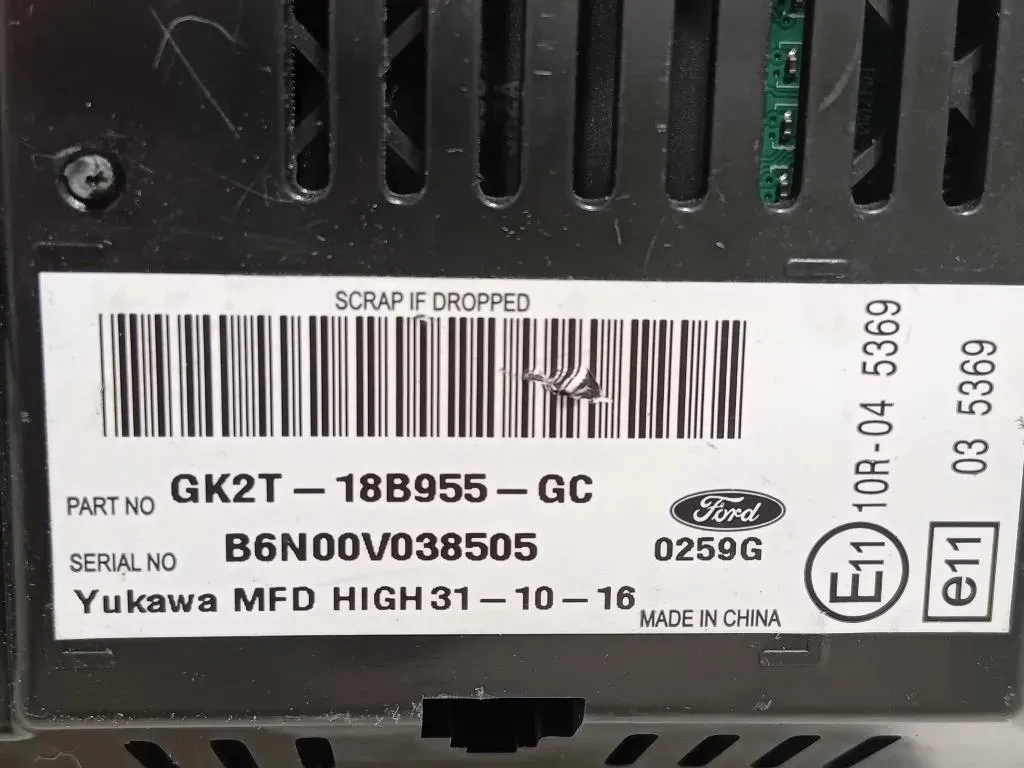 SCRAP IF DROPPED
PART NO GK2T-18B955-GC
Ford
SERIAL NO B6N00V038505
0259G
Yukawa MFD HIGH 31-10-16
MADE IN CHINA
E11
10R-04 5369
e11
03 5369